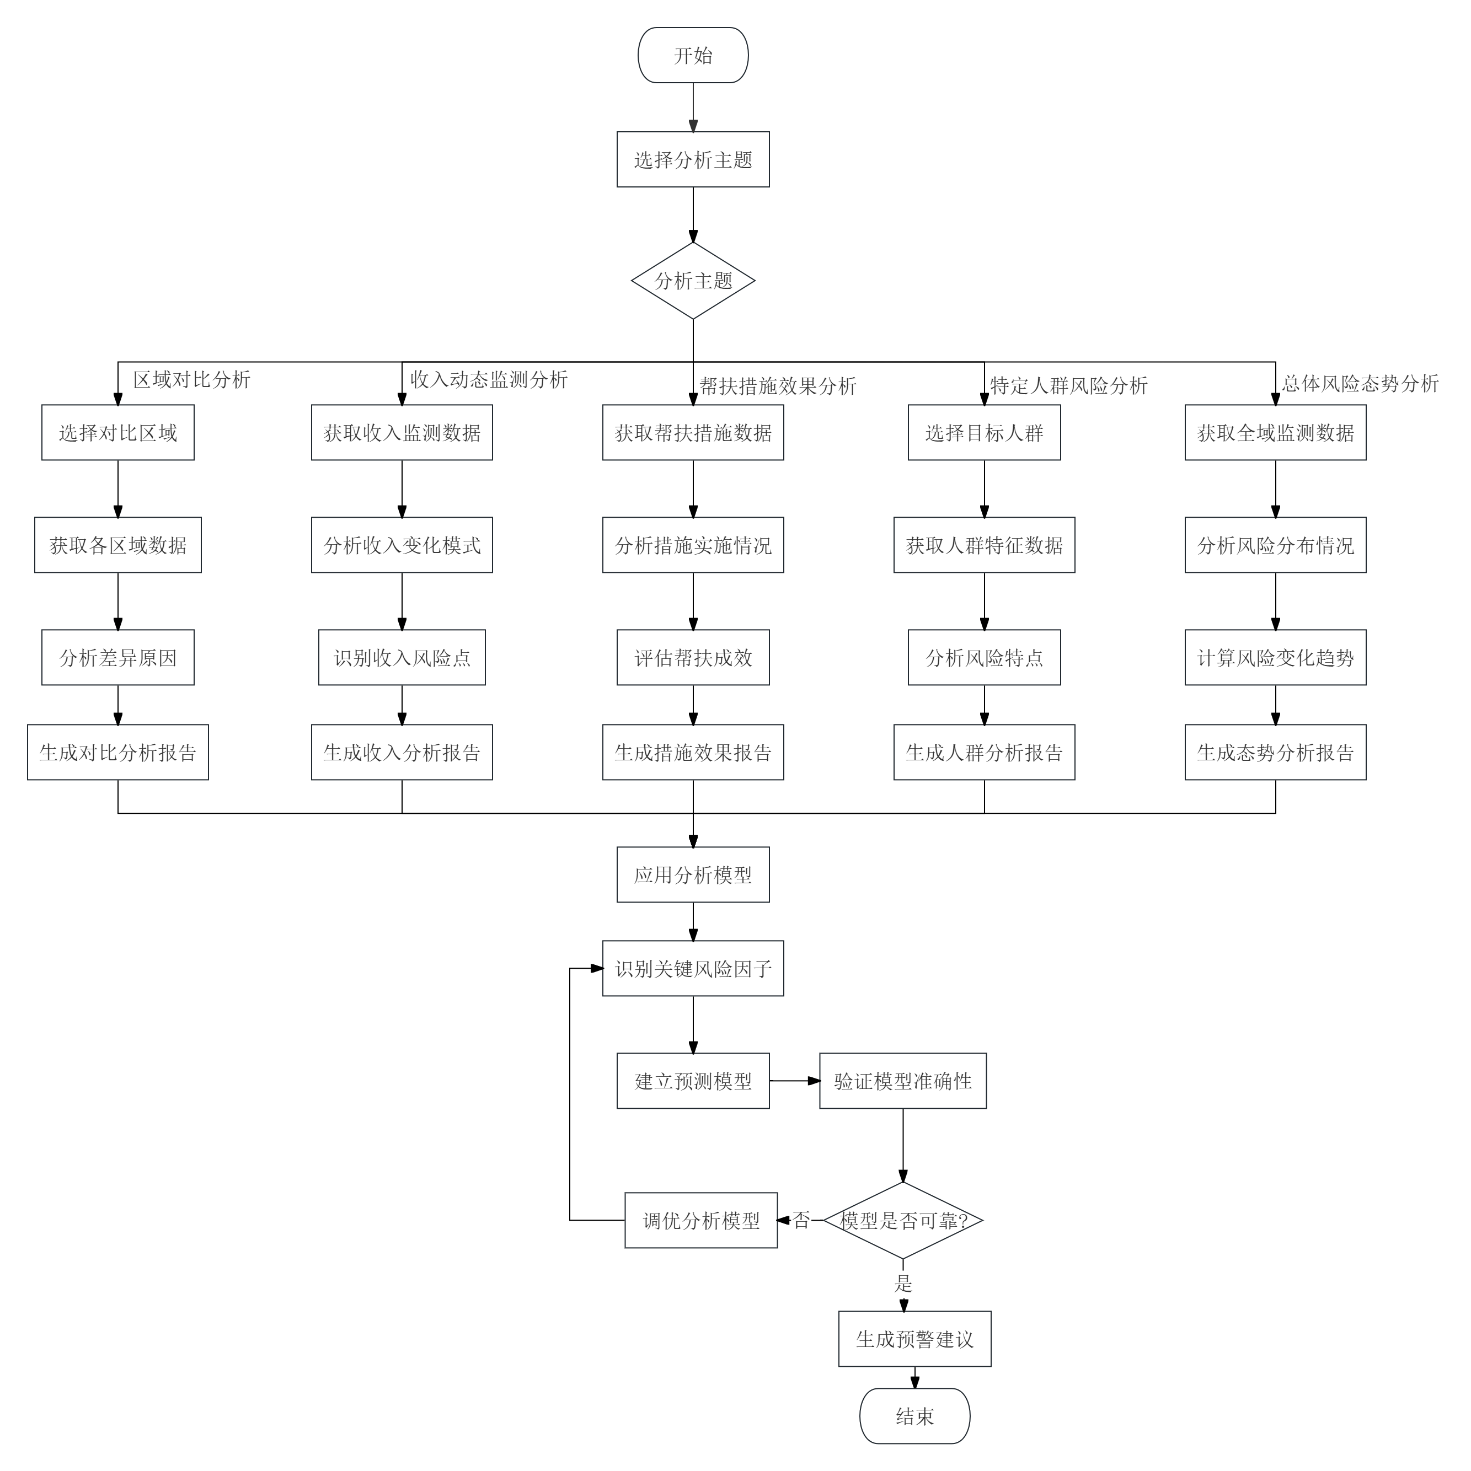 开始
选择分析主题
分析主题
区域对比分析
收入动态监测分析
帮扶措施效果分析
特定人群风险分析
总体风险态势分析
选择对比区域
获取收入监测数据
获取帮扶措施数据
选择目标人群
获取全域监测数据
获取各区域数据
分析收入变化模式
分析措施实施情况
获取人群特征数据
分析风险分布情况
分析差异原因
识别收入风险点
评估帮扶成效
分析风险特点
计算风险变化趋势
生成对比分析报告
生成收入分析报告
生成措施效果报告
生成人群分析报告
生成态势分析报告
应用分析模型
识别关键风险因子
建立预测模型
验证模型准确性
调优分析模型
否
模型是否可靠?
是
生成预警建议
结束